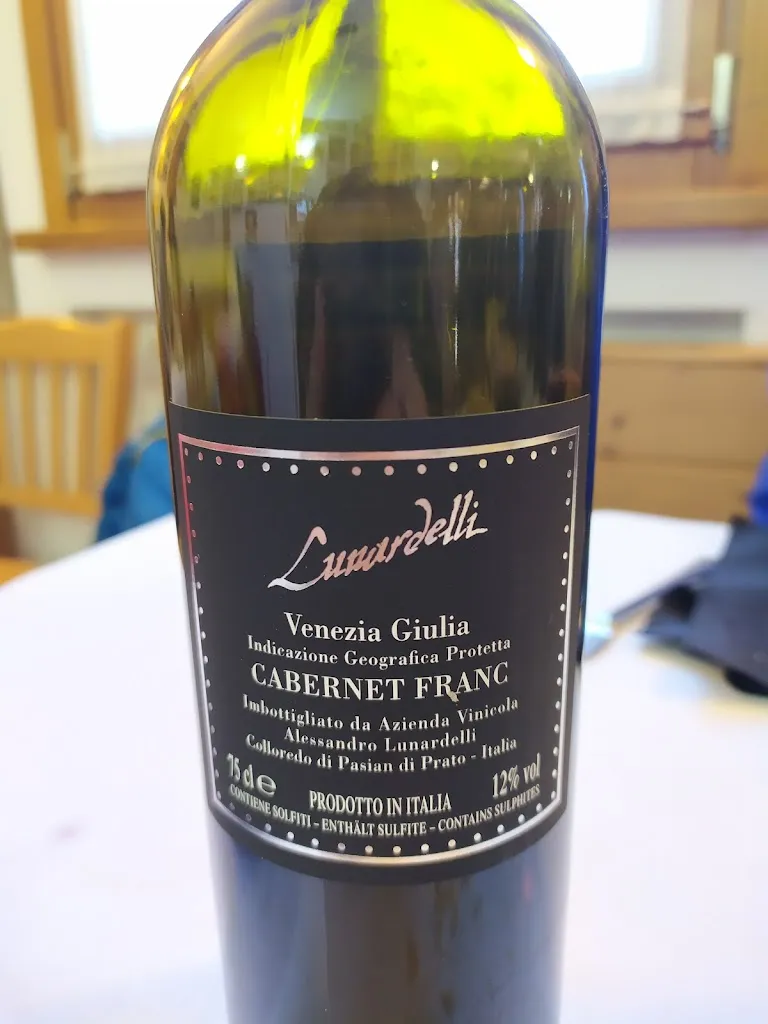 Lunardelli
Venezia Giulia
Indicazione Geografica Protetta
CABERNET FRANC
Imbottigliato da Azienda Vinicola
Alessandro Lunardelli
Colloredo di Pasian di Prato - Italia
75 cl e PRODOTTO IN ITALIA 12% vol
CONTIENE SOLFITI - ENTHÄLT SULFITE - CONTAINS SULPHITES